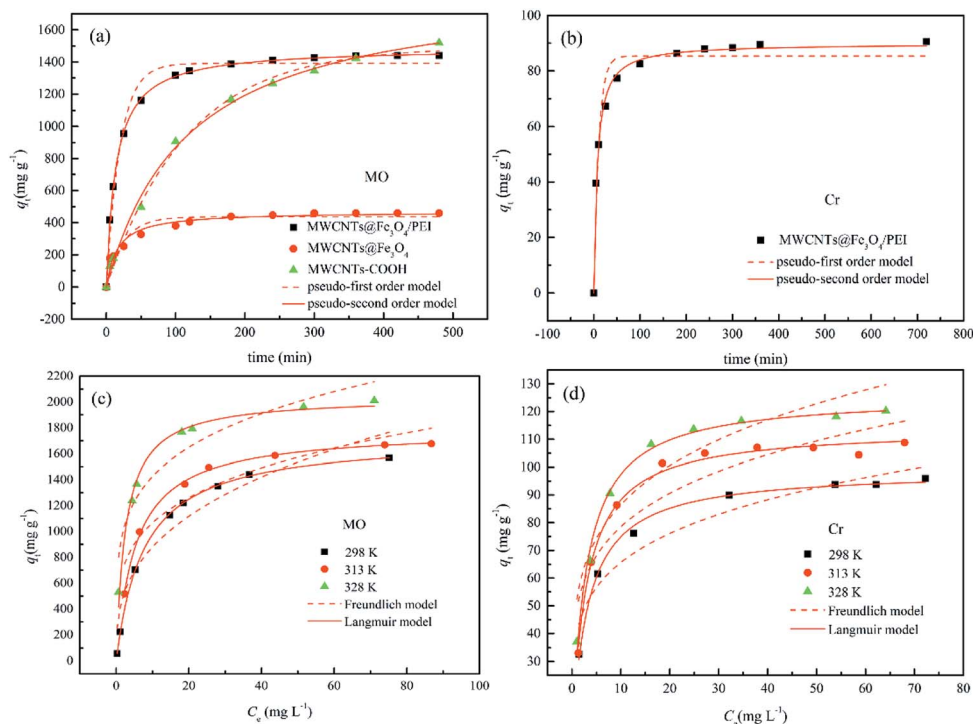 (a)
1600
1400
1200
1000
800
600
400
200
0
-200
qₜ(mg g⁻¹)
MO
MWCNTs@Fe₃O₄/PEI
MWCNTs@Fe₃O₄
MWCNTs-COOH
pseudo-first order model
pseudo-second order model
0 100 200 300 400 500
time (min)
(b)
100
80
60
40
20
0
qₜ (mg g⁻¹)
Cr
MWCNTs@Fe₃O₄/PEI
pseudo-first order model
pseudo-second order model
-100 0 100 200 300 400 500 600 700 800
time (min)
(c)
2200
2000
1800
1600
1400
1200
1000
800
600
400
200
0
qₜ(mg g⁻¹)
MO
298 K
313 K
328 K
Freundlich model
Langmuir model
0 20 40 60 80 100
Cₑ (mg L⁻¹)
(d)
130
120
110
100
90
80
70
60
50
40
30
qₜ (mg g⁻¹)
Cr
298 K
313 K
328 K
Freundlich model
Langmuir model
0 10 20 30 40 50 60 70 80
Cₑ(mg L⁻¹)